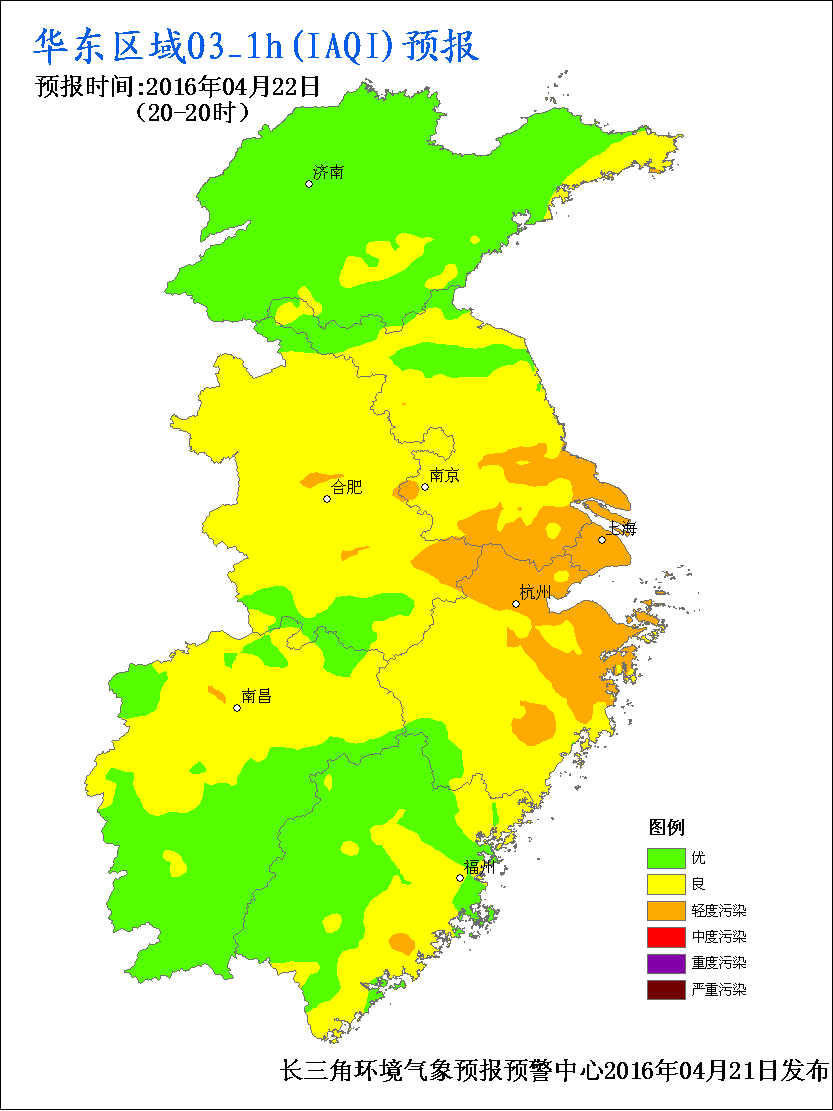 华东区域O3_1h(IAQI)预报
预报时间:2016年04月22日
(20-20时)
济南
南京
合肥
上海
杭州
南昌
福州
图例
优
良
轻度污染
中度污染
重度污染
严重污染
长三角环境气象预报预警中心2016年04月21日发布